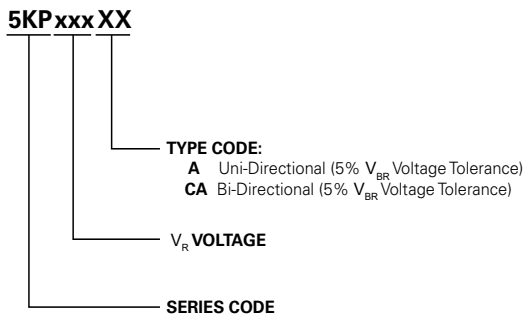 5KPxxxXX
TYPE CODE:
A Uni-Directional (5% VBR Voltage Tolerance)
CA Bi-Directional (5% VBR Voltage Tolerance)
VR VOLTAGE
SERIES CODE